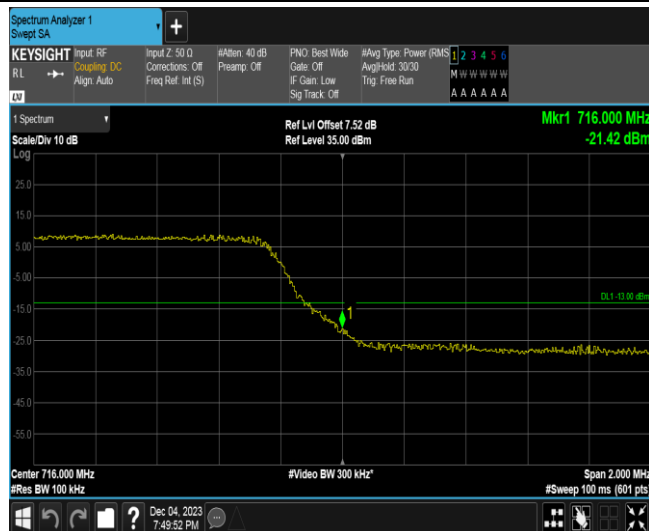 Spectrum Analyzer 1
Swept SA
KEYSIGHT
RL
LXI
Input: RF
Coupling: DC
Align: Auto
Input Z: 50 Ω
Corrections: Off
Freq Ref: Int (S)
#Atten: 40 dB
Preamp: Off
PNO: Best Wide
Gate: Off
IF Gain: Low
Sig Track: Off
#Avg Type: Power (RMS
Avg|Hold: 30/30
Trig: Free Run
1 2 3 4 5 6
M W W W W W
A A A A A A
1 Spectrum
Scale/Div 10 dB
Log
Ref Lvl Offset 7.52 dB
Ref Level 35.00 dBm
Mkr1 716.000 MHz
-21.42 dBm
25.0
15.0
5.00
-5.00
-15.0
-25.0
-35.0
-45.0
-55.0
DL1 -13.00 dBm
1
Center 716.000 MHz
#Res BW 100 kHz
#Video BW 300 kHz*
Span 2.000 MHz
#Sweep 100 ms (601 pts)
Dec 04, 2023
7:49:52 PM